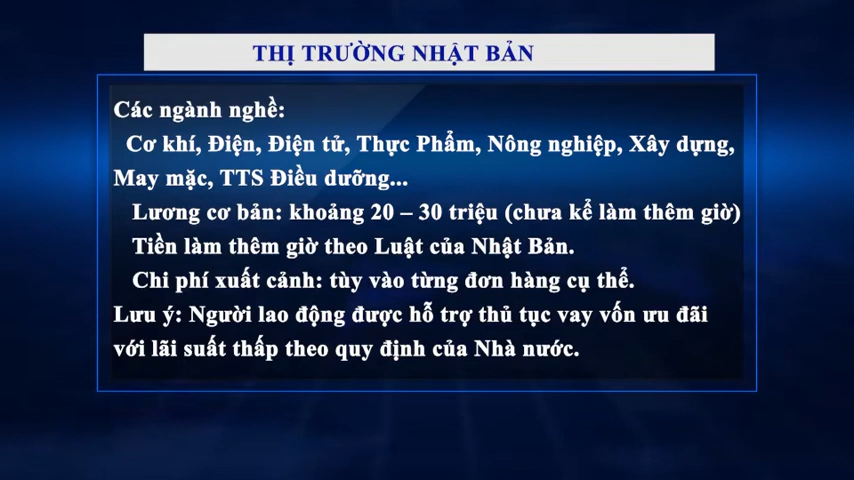 THỊ TRƯỜNG NHẬT BẢN
Các ngành nghề:
Cơ khí, Điện, Điện tử, Thực Phẩm, Nông nghiệp, Xây dựng,
May mặc, TTS Điều dưỡng...
Lương cơ bản: khoảng 20 – 30 triệu (chưa kể làm thêm giờ)
Tiền làm thêm giờ theo Luật của Nhật Bản.
Chi phí xuất cảnh: tùy vào từng đơn hàng cụ thể.
Lưu ý: Người lao động được hỗ trợ thủ tục vay vốn ưu đãi
với lãi suất thấp theo quy định của Nhà nước.